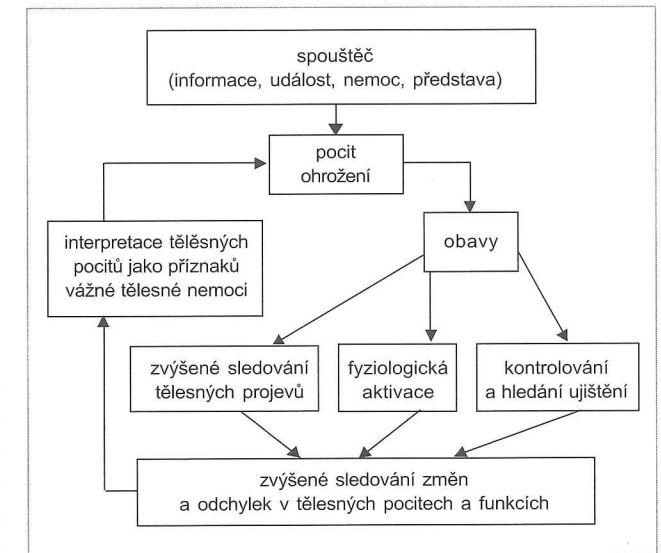 spouštěč
(informace, událost, nemoc, představa)
pocit
ohrožení
obavy
interpretace tělěsných
pocitů jako příznaků
vážné tělesné nemoci
zvýšené sledování
tělesných projevů
fyziologická
aktivace
kontrolování
a hledání ujištění
zvýšené sledování změn
a odchylek v tělesných pocitech a funkcích